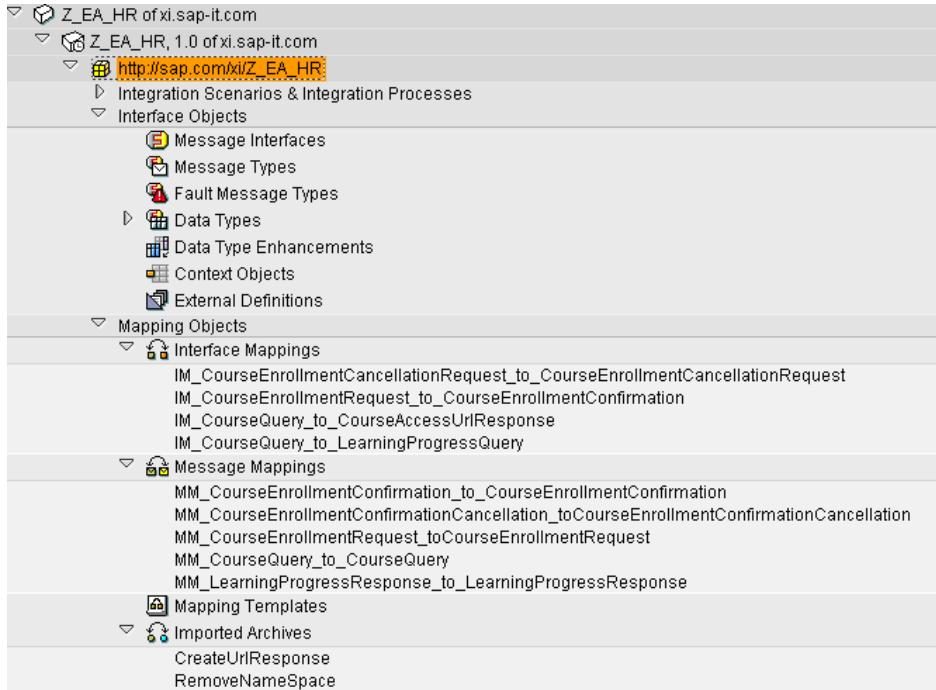 Z_EA_HR of xi.sap-it.com
Z_EA_HR, 1.0 of xi.sap-it.com
http://sap.com/xi/Z_EA_HR
Integration Scenarios & Integration Processes
Interface Objects
Message Interfaces
Message Types
Fault Message Types
Data Types
Data Type Enhancements
Context Objects
External Definitions
Mapping Objects
Interface Mappings
IM_CourseEnrollmentCancellationRequest_to_CourseEnrollmentCancellationRequest
IM_CourseEnrollmentRequest_to_CourseEnrollmentConfirmation
IM_CourseQuery_to_CourseAccessUrlResponse
IM_CourseQuery_to_LearningProgressQuery
Message Mappings
MM_CourseEnrollmentConfirmation_to_CourseEnrollmentConfirmation
MM_CourseEnrollmentConfirmationCancellation_toCourseEnrollmentConfirmationCancellation
MM_CourseEnrollmentRequest_toCourseEnrollmentRequest
MM_CourseQuery_to_CourseQuery
MM_LearningProgressResponse_to_LearningProgressResponse
Mapping Templates
Imported Archives
CreateUrlResponse
RemoveNameSpace